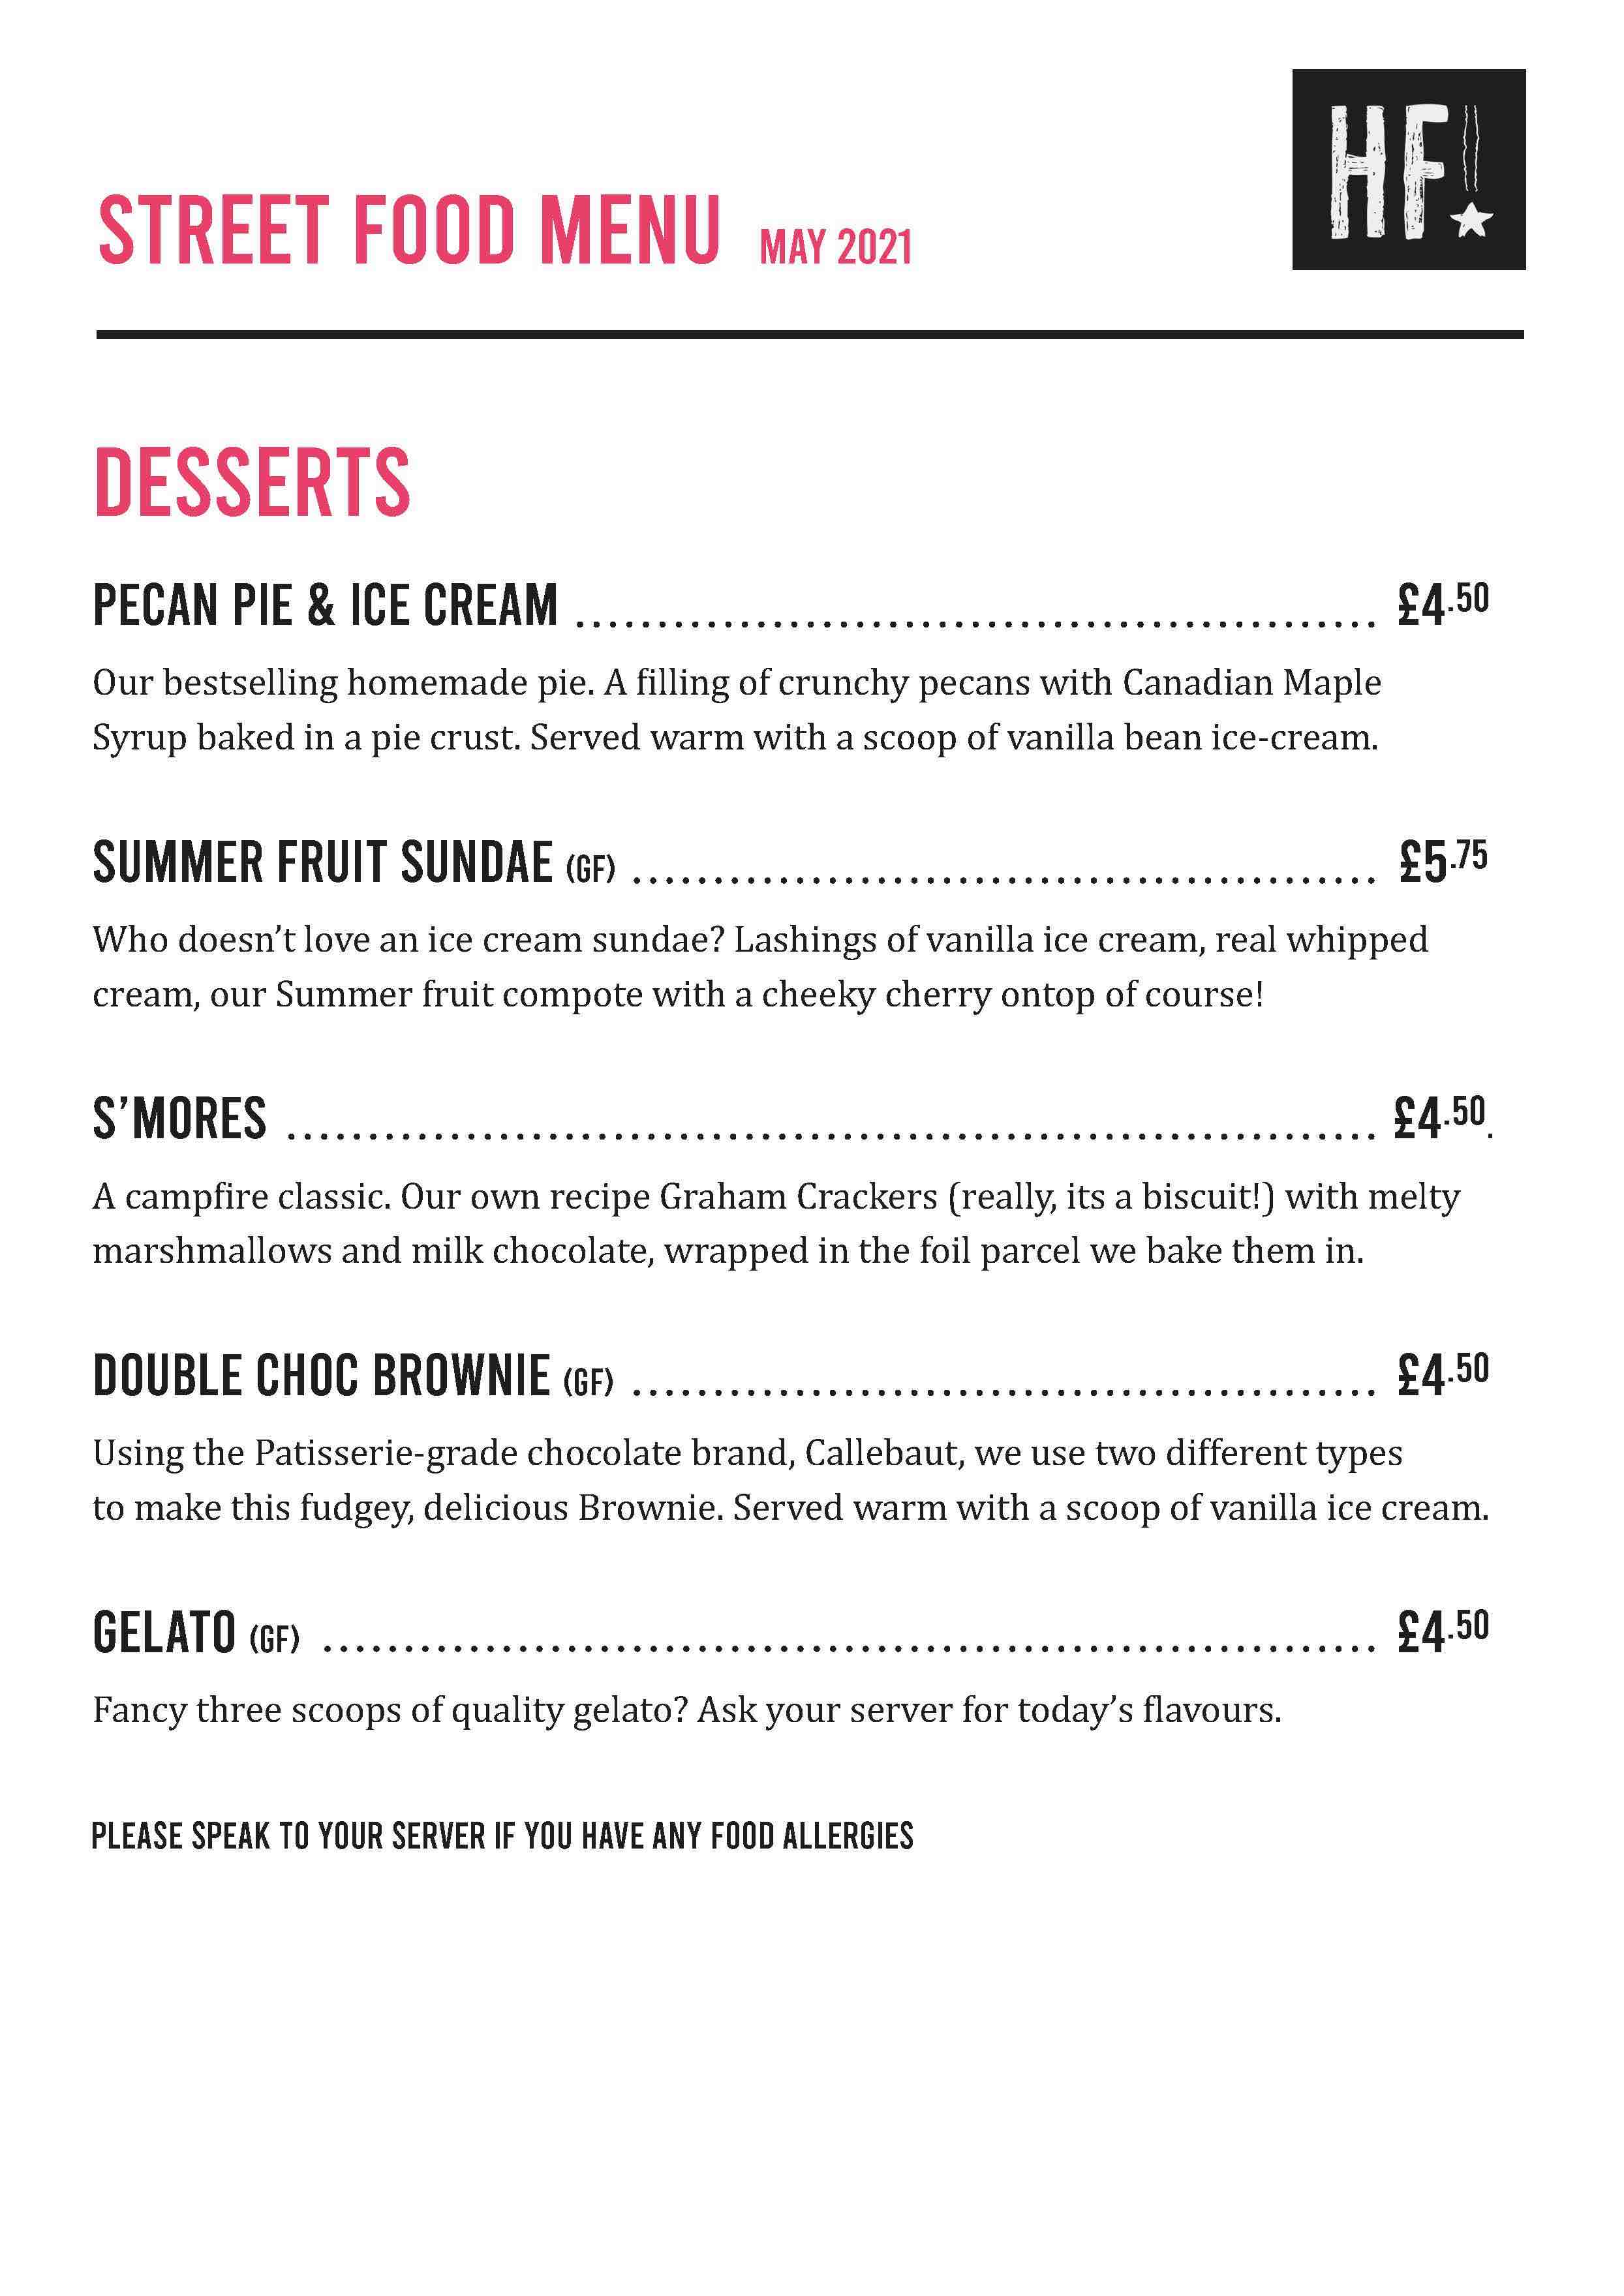 HF!
STREET FOOD MENU MAY 2021
DESSERTS
PECAN PIE & ICE CREAM ................................................. £4.50
Our bestselling homemade pie. A filling of crunchy pecans with Canadian Maple
Syrup baked in a pie crust. Served warm with a scoop of vanilla bean ice-cream.
SUMMER FRUIT SUNDAE (GF) .............................................. £5.75
Who doesn’t love an ice cream sundae? Lashings of vanilla ice cream, real whipped
cream, our Summer fruit compote with a cheeky cherry ontop of course!
S’MORES ................................................................... £4.50.
A campfire classic. Our own recipe Graham Crackers (really, its a biscuit!) with melty
marshmallows and milk chocolate, wrapped in the foil parcel we bake them in.
DOUBLE CHOC BROWNIE (GF) .............................................. £4.50
Using the Patisserie-grade chocolate brand, Callebaut, we use two different types
to make this fudgey, delicious Brownie. Served warm with a scoop of vanilla ice cream.
GELATO (GF) ................................................................. £4.50
Fancy three scoops of quality gelato? Ask your server for today’s flavours.
PLEASE SPEAK TO YOUR SERVER IF YOU HAVE ANY FOOD ALLERGIES